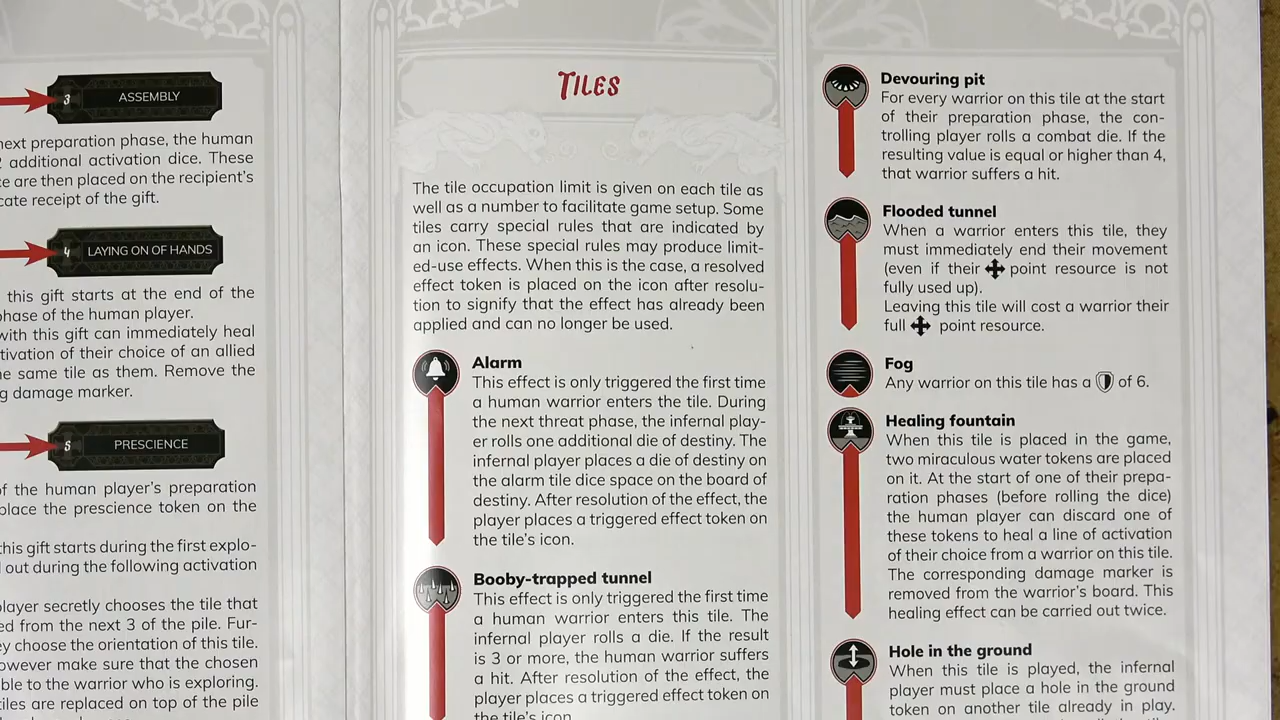 3 ASSEMBLY
next preparation phase, the human
2 additional activation dice. These
are then placed on the recipient's
receipt of the gift.
4 LAYING ON OF HANDS
this gift starts at the end of the
of the human player.
with this gift can immediately heal
of their choice of an allied
same tile as them. Remove the
damage marker.
5 PRESCIENCE
of the human player's preparation
place the prescience token on the
this gift starts during the first explo-
out during the following activation
player secretly chooses the tile that
from the next 3 of the pile. Fur-
choose the orientation of this tile.
however make sure that the chosen
to the warrior who is exploring.
tiles are replaced on top of the pile
TILES
The tile occupation limit is given on each tile as
well as a number to facilitate game setup. Some
tiles carry special rules that are indicated by
an icon. These special rules may produce limit-
ed-use effects. When this is the case, a resolved
effect token is placed on the icon after resolu-
tion to signify that the effect has already been
applied and can no longer be used.
Alarm
This effect is only triggered the first time
a human warrior enters the tile. During
the next threat phase, the infernal play-
er rolls one additional die of destiny. The
infernal player places a die of destiny on
the alarm tile dice space on the board of
destiny. After resolution of the effect, the
player places a triggered effect token on
the tile's icon.
Booby-trapped tunnel
This effect is only triggered the first time
a human warrior enters this tile. The
infernal player rolls a die. If the result
is 3 or more, the human warrior suffers
a hit. After resolution of the effect, the
player places a triggered effect token on
the tile's icon.
Devouring pit
For every warrior on this tile at the start
of their preparation phase, the con-
trolling player rolls a combat die. If the
resulting value is equal or higher than 4,
that warrior suffers a hit.
Flooded tunnel
When a warrior enters this tile, they
must immediately end their movement
(even if their point resource is not
fully used up).
Leaving this tile will cost a warrior their
full point resource.
Fog
Any warrior on this tile has a of 6.
Healing fountain
When this tile is placed in the game,
two miraculous water tokens are placed
on it. At the start of one of their prepa-
ration phases (before rolling the dice)
the human player can discard one of
these tokens to heal a line of activation
of their choice from a warrior on this tile.
The corresponding damage marker is
removed from the warrior's board. This
healing effect can be carried out twice.
Hole in the ground
When this tile is played, the infernal
player must place a hole in the ground
token on another tile already in play.